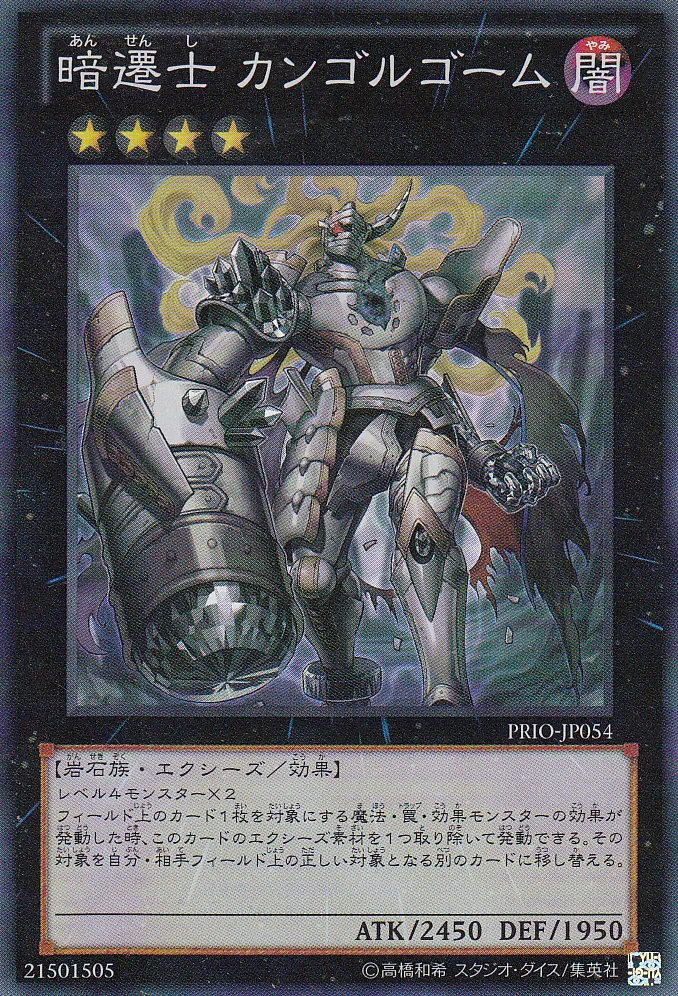 暗遷士 カンゴルゴーム
あん せん し
闇
やみ
PRIO-JP054
【岩石族・エクシーズ/効果】
レベル4モンスター×2
フィールド上のカード1枚を対象にする魔法・罠・効果モンスターの効果が
発動した時、このカードのエクシーズ素材を1つ取り除いて発動できる。その
対象を自分・相手フィールド上の正しい対象となる別のカードに移し替える。
ATK/2450 DEF/1950
21501505
©高橋和希 スタジオ・ダイス/集英社